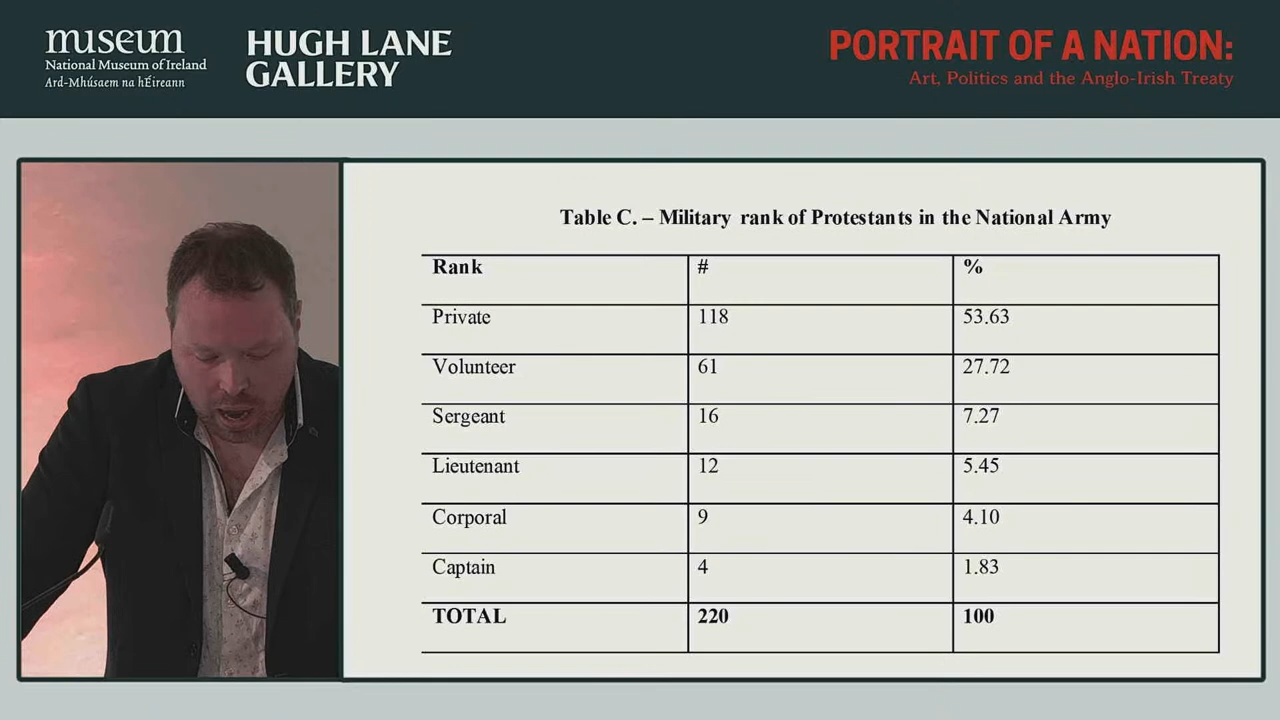 museum
National Museum of Ireland
Ard-Mhúsaem na hÉireann
HUGH LANE
GALLERY
PORTRAIT OF A NATION:
Art, Politics and the Anglo-Irish Treaty
Table C. – Military rank of Protestants in the National Army
Rank # %
Private 118 53.63
Volunteer 61 27.72
Sergeant 16 7.27
Lieutenant 12 5.45
Corporal 9 4.10
Captain 4 1.83
TOTAL 220 100